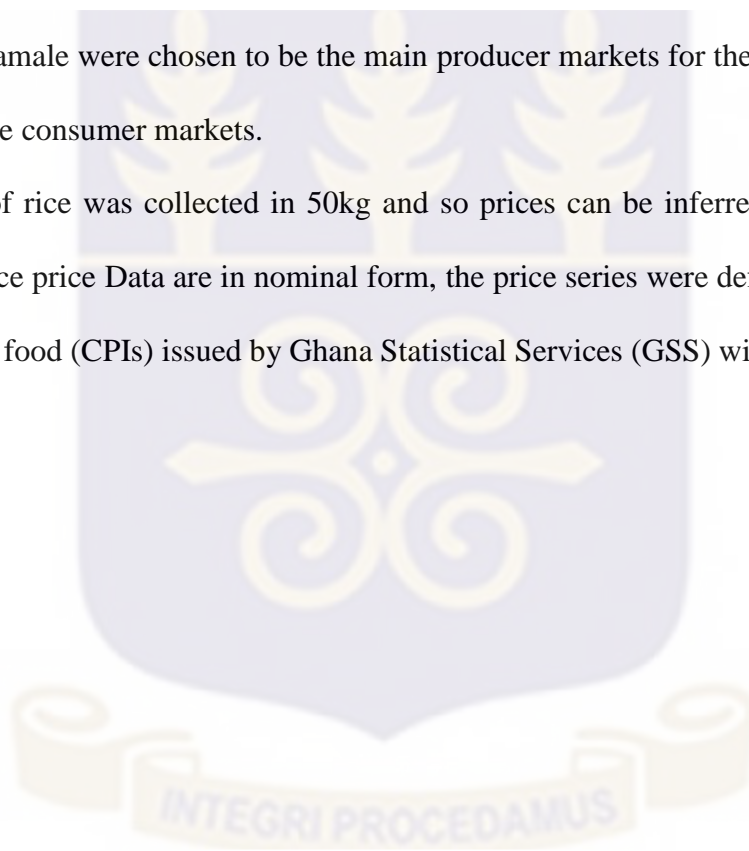 amale were chosen to be the main producer markets for the
e consumer markets.
of rice was collected in 50kg and so prices can be inferre
ce price Data are in nominal form, the price series were de
food (CPIs) issued by Ghana Statistical Services (GSS) wi
INTEGRI PROCEDAMUS